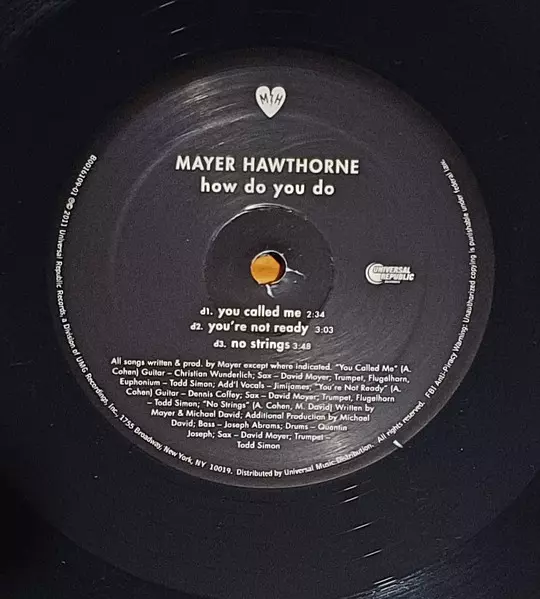 M H
MAYER HAWTHORNE
how do you do
UNIVERSAL
REPUBLIC
RECORDS
d1. you called me 2:34
d2. you're not ready 3:03
d3. no strings 3:48
All songs written & prod. by Mayer except where indicated. "You Called Me" (A.
Cohen) Guitar – Christian Wunderlich; Sax – David Moyer; Trumpet, Flugelhorn,
Euphonium – Todd Simon; Add'l Vocals – Jimijames; "You're Not Ready" (A.
Cohen) Guitar – Dennis Coffey; Sax – David Moyer; Trumpet, Flugelhorn
– Todd Simon; "No Strings" (A. Cohen, M. David) Written by
Mayer & Michael David; Additional Production by Michael
David; Bass – Joseph Abrams; Drums – Quentin
Joseph; Sax – David Moyer; Trumpet –
Todd Simon
B0016109-01 ℗© 2011 Universal Republic Records, a Division of UMG Recordings, Inc., 1755 Broadway, New York, NY 10019. Distributed by Universal Music Distribution. All rights reserved. FBI Anti-Piracy Warning: Unauthorized copying is punishable under federal law.